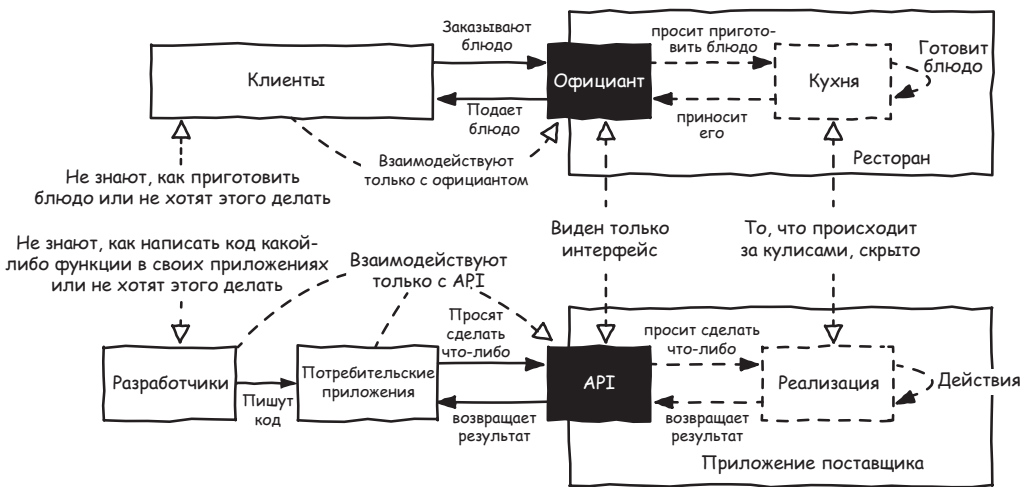 Заказывают
блюдо
просит пригото-
вить блюдо
Готовит
блюдо
Клиенты
Официант
Кухня
Подает
блюдо
приносит
его
Взаимодействуют
только с официантом
Ресторан
Не знают, как приготовить
блюдо или не хотят этого делать
Виден только
интерфейс
То, что происходит
за кулисами, скрыто
Не знают, как написать код какой-
либо функции в своих приложениях
или не хотят этого делать
Взаимодействуют
только с API
Просят
сделать
что-либо
просит сделать
что-либо
Разработчики
Пишут
код
Потребительские
приложения
API
Реализация
Действия
возвращает
результат
возвращает
результат
Приложение поставщика